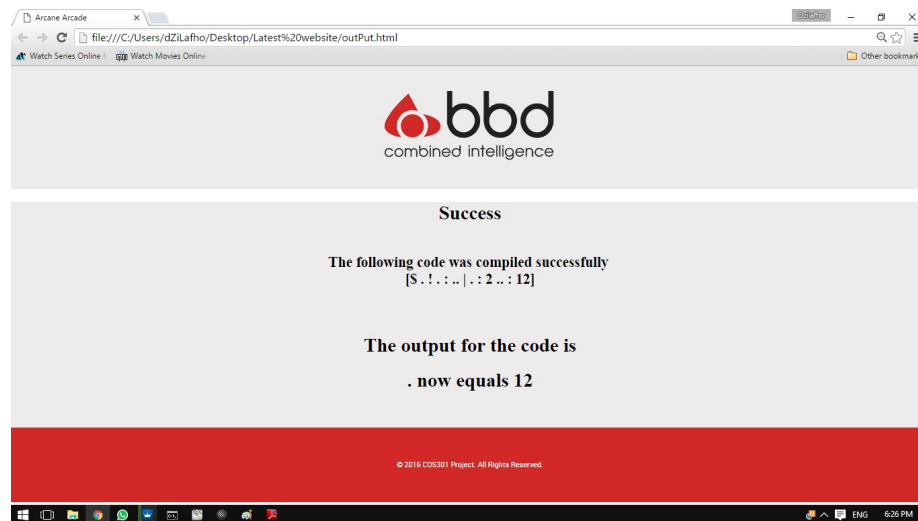 Arcane Arcade
Dzilafho
file:///C:/Users/dZiLafho/Desktop/Latest%20website/outPut.html
Watch Series Online
Watch Movies Online
Other bookmark
bbd
combined intelligence
Success
The following code was compiled successfully
[$ . ! . : .. | . : 2 .. : 12]
The output for the code is
. now equals 12
© 2016 COS301 Project. All Rights Reserved.
ENG
6:26 PM